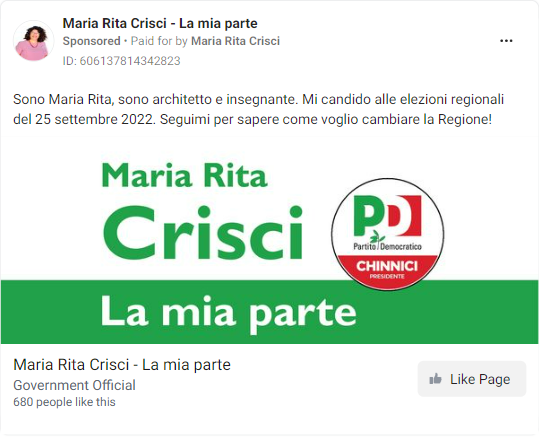 Maria Rita Crisci - La mia parte
Sponsored • Paid for by Maria Rita Crisci
ID: 606137814342823
Sono Maria Rita, sono architetto e insegnante. Mi candido alle elezioni regionali
del 25 settembre 2022. Seguimi per sapere come voglio cambiare la Regione!
Maria Rita
Crisci
PD
Partito Democratico
CHINNICI
PRESIDENTE
La mia parte
Maria Rita Crisci - La mia parte
Government Official
680 people like this
Like Page